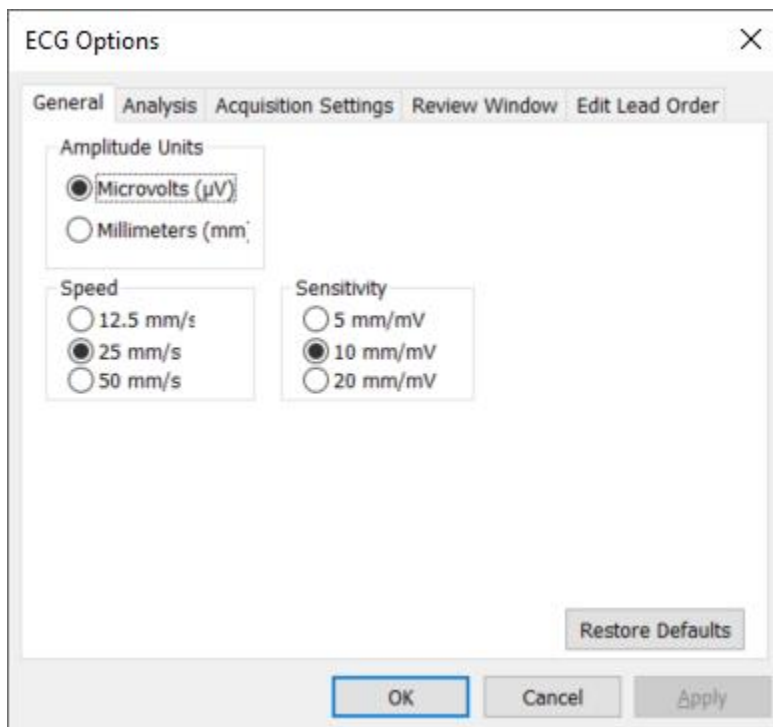 ECG Options
General Analysis Acquisition Settings Review Window Edit Lead Order
Amplitude Units
Microvolts (µV)
Millimeters (mm)
Speed
12.5 mm/s
25 mm/s
50 mm/s
Sensitivity
5 mm/mV
10 mm/mV
20 mm/mV
Restore Defaults
OK Cancel Apply